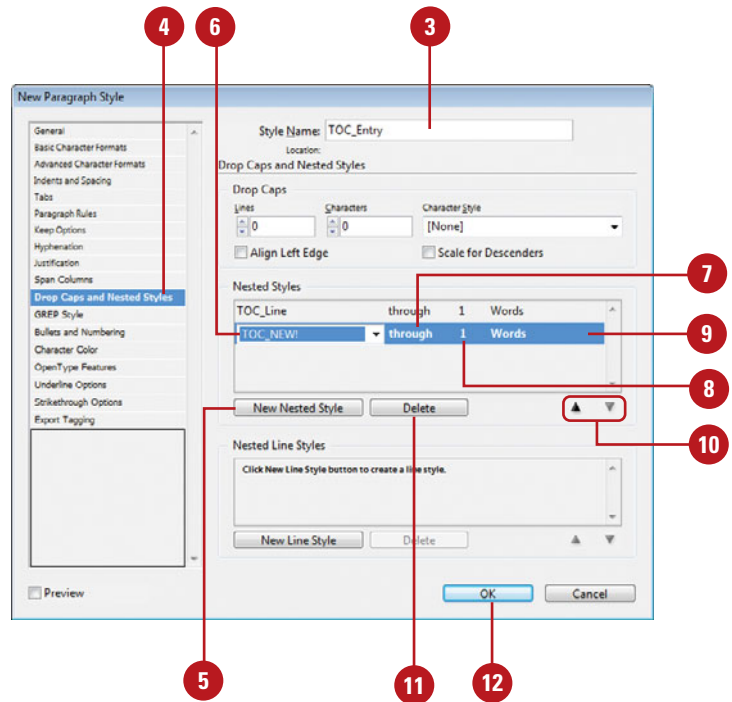 4 6 3
New Paragraph Style
General
Basic Character Formats
Advanced Character Formats
Indents and Spacing
Tabs
Paragraph Rules
Keep Options
Hyphenation
Justification
Span Columns
Drop Caps and Nested Styles
GREP Style
Bullets and Numbering
Character Color
OpenType Features
Underline Options
Strikethrough Options
Export Tagging
Preview
Style Name: TOC_Entry
Location:
Drop Caps and Nested Styles
Drop Caps
Lines Characters Character Style
0 0 [None]
Align Left Edge Scale for Descenders
Nested Styles
TOC_Line through 1 Words
TOC_NEW! through 1 Words
New Nested Style Delete
Nested Line Styles
Click New Line Style button to create a line style.
New Line Style Delete
OK Cancel
7
9
8
10
5 11 12